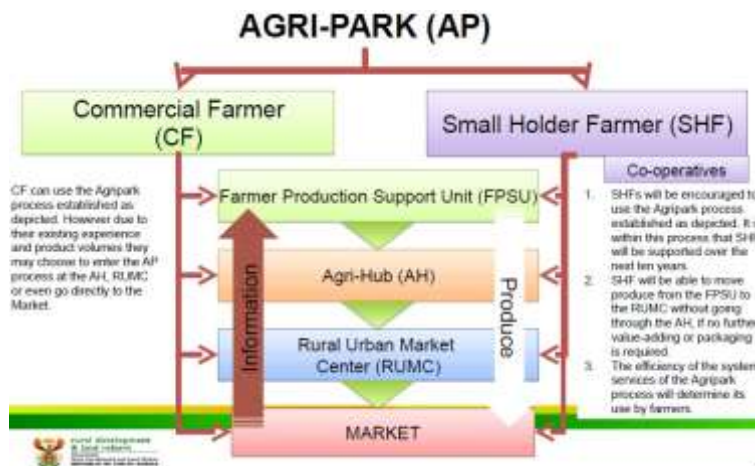 AGRI-PARK (AP)
Commercial Farmer
(CF)
Small Holder Farmer (SHF)
Co-operatives
CF can use the Agripark
process established as
depicted. However due to
their existing experience
and product volumes they
may choose to enter the AP
process at the AH, RUMC
or even go directly to the
Market.
Farmer Production Support Unit (FPSU)
Agri-Hub (AH)
Rural Urban Market
Center (RUMC)
MARKET
Information
Produce
1. SHFs will be encouraged to
use the Agripark process
established as depicted. It
within this process that SHF
will be supported over the
next ten years.
2. SHF will be able to move
produce from the FPSU to
the RUMC without going
through the AH, if no further
value-adding or packaging
is required.
3. The efficiency of the system
services of the Agripark
process will determine its
use by farmers.
rural development
& land reform